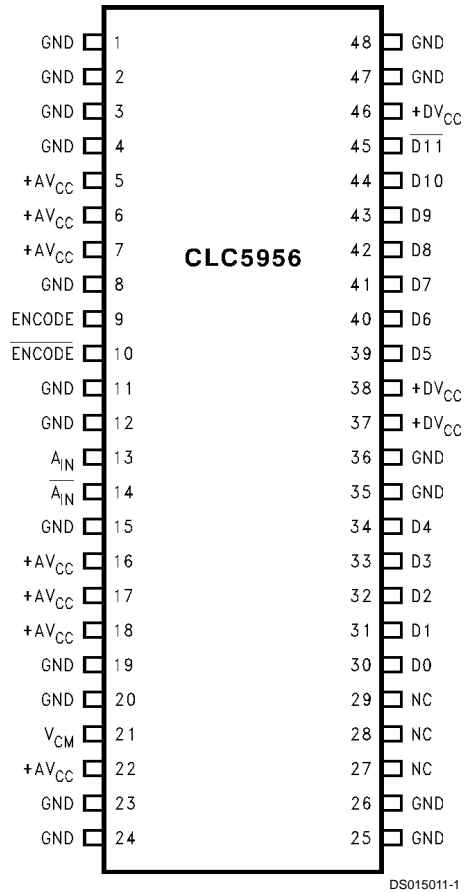 GND 1 48 GND
GND 2 47 GND
GND 3 46 +DVCC
GND 4 45 D̅1̅1̅
+AVCC 5 44 D10
+AVCC 6 43 D9
+AVCC 7 42 D8
CLC5956
GND 8 41 D7
ENCODE 9 40 D6
E̅N̅C̅O̅D̅E̅ 10 39 D5
GND 11 38 +DVCC
GND 12 37 +DVCC
AIN 13 36 GND
A̅I̅N̅ 14 35 GND
GND 15 34 D4
+AVCC 16 33 D3
+AVCC 17 32 D2
+AVCC 18 31 D1
GND 19 30 D0
GND 20 29 NC
VCM 21 28 NC
+AVCC 22 27 NC
GND 23 26 GND
GND 24 25 GND
DS015011-1